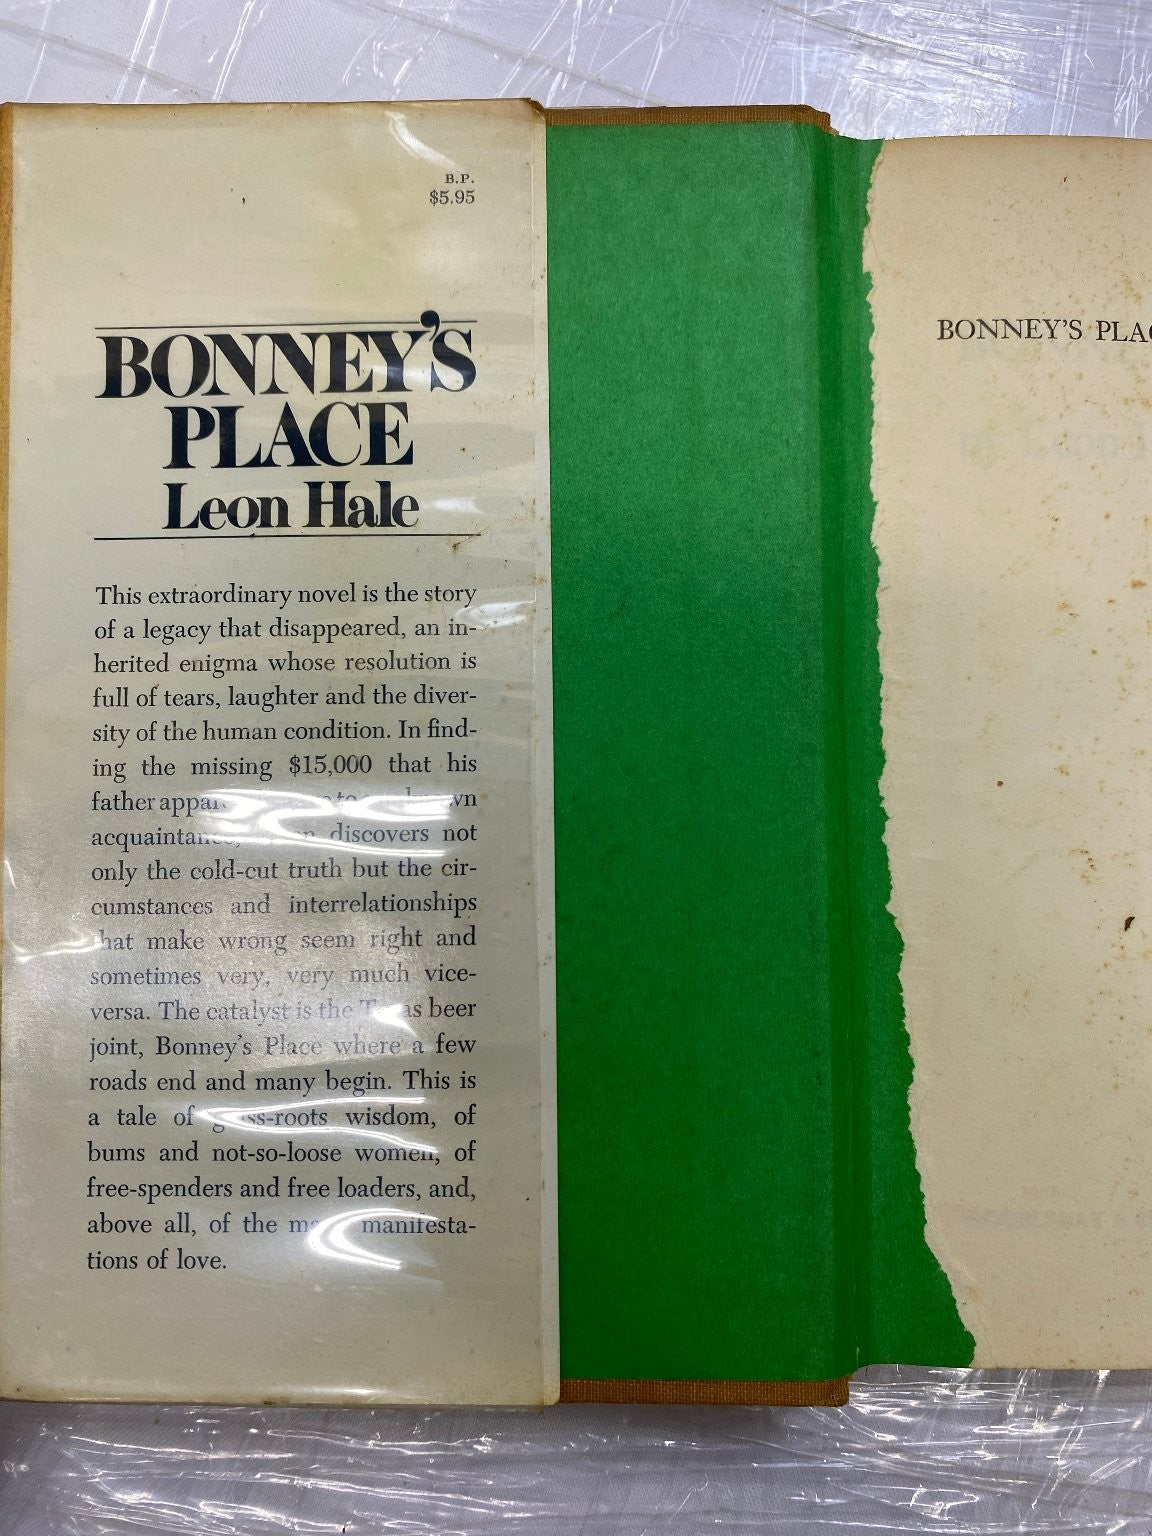 B.P.
$5.95
BONNEY'S
PLACE
Leon Hale
This extraordinary novel is the story
of a legacy that disappeared, an in-
herited enigma whose resolution is
full of tears, laughter and the diver-
sity of the human condition. In find-
ing the missing $15,000 that his
father
discovers not
only the cold-cut truth but the cir-
cumstances and interrelationships
that make wrong seem right and
sometimes very, very much vice-
versa. The catalyst is the Texas beer
joint, Bonney's Place where a few
roads end and many begin. This is
a tale of grass-roots wisdom, of
bums and not-so-loose women, of
free-spenders and free loaders, and,
above all, of the manifesta-
tions of love.
BONNEY'S PLAC